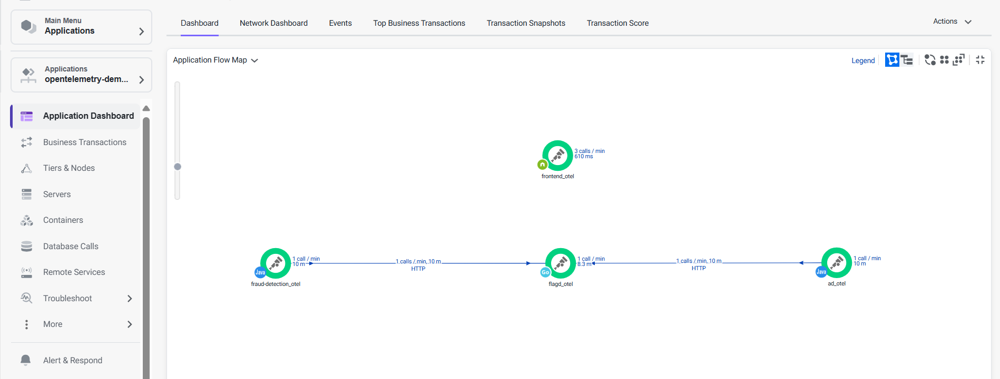 Main Menu
Applications
Applications
opentelemetry-dem...
Application Dashboard
Business Transactions
Tiers & Nodes
Servers
Containers
Database Calls
Remote Services
Troubleshoot
More
Alert & Respond
Dashboard
Network Dashboard
Events
Top Business Transactions
Transaction Snapshots
Transaction Score
Actions
Application Flow Map
Legend
3 calls / min
610 ms
frontend_otel
1 call / min
10 m
Java
fraud-detection_otel
1 calls / min, 10 m
HTTP
1 call / min
8.3 m
Go
flagd_otel
1 calls / min, 10 m
HTTP
1 call / min
10 m
Java
ad_otel